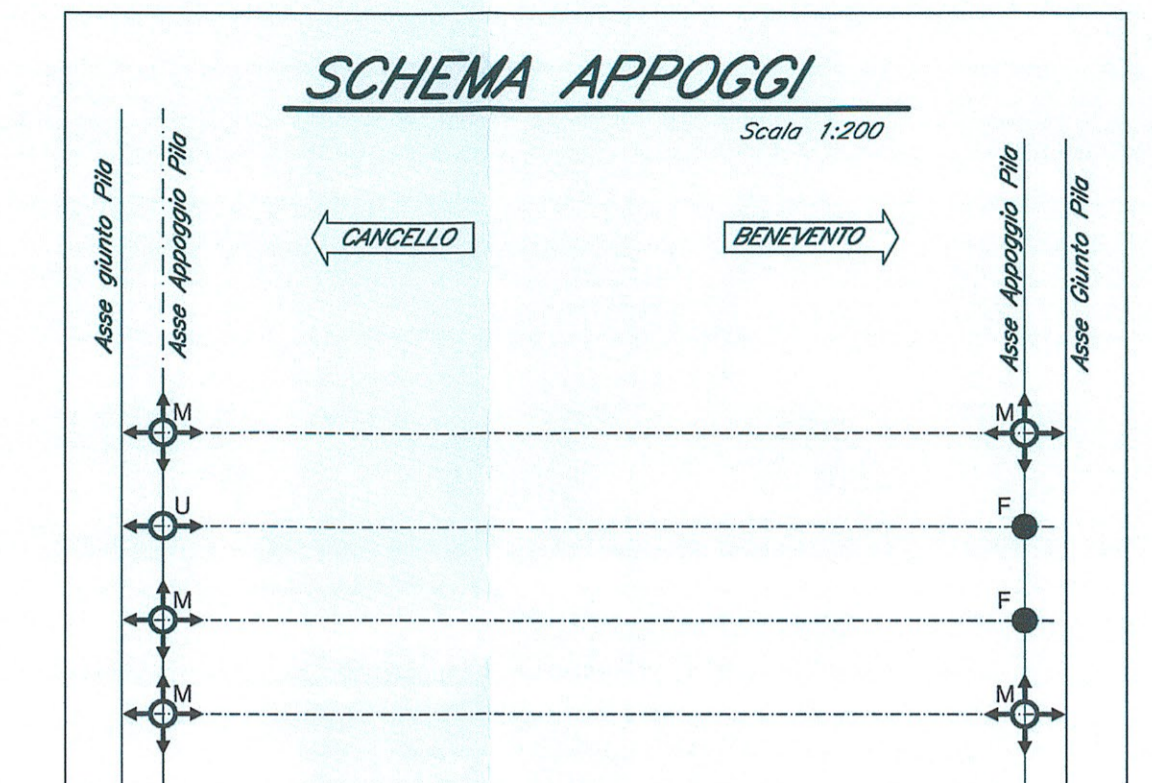 SCHEMA APPOGGI
Scala 1:200
Asse giunto Pila
Asse Appoggio Pila
CANCELLO
BENEVENTO
Asse Appoggio Pila
Asse Giunto Pila
M
M
U
F
M
F
M
M